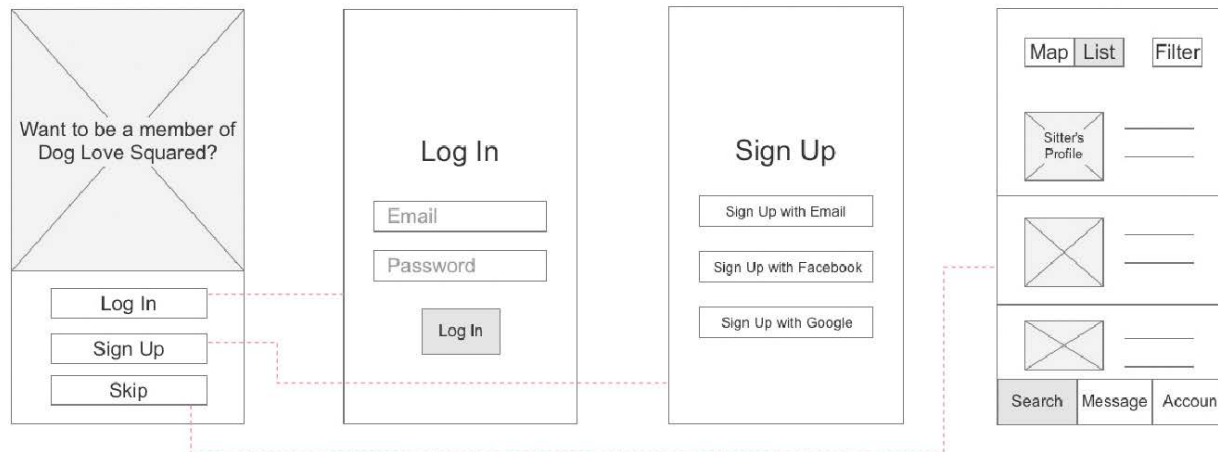 Want to be a member of
Dog Love Squared?
Log In
Sign Up
Skip
Log In
Email
Password
Log In
Sign Up
Sign Up with Email
Sign Up with Facebook
Sign Up with Google
Map List Filter
Sitter's
Profile
Search Message Accoun